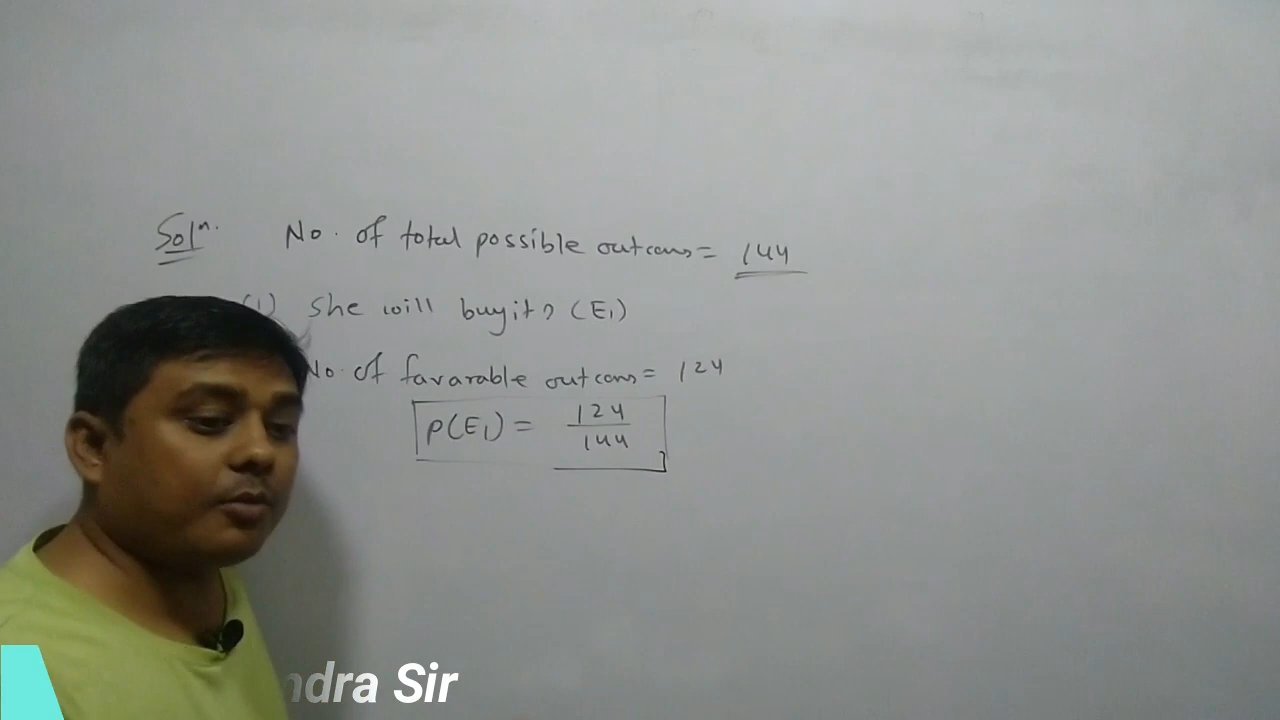 Solⁿ. No. of total possible outcoms = 144
(1) She will buy it ? (E₁)
No. of favarable outcoms = 124
P(E₁) = 124/144
ndra Sir